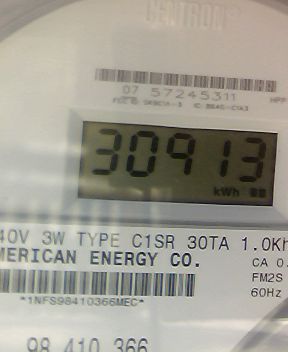 CENTRON®
07 57245311
30913
kWh
40V 3W TYPE C1SR 30TA 1.0Kh
MERICAN ENERGY CO.
CA 0.
FM2S
60Hz
*1NFS98410366MEC*
98 410 366